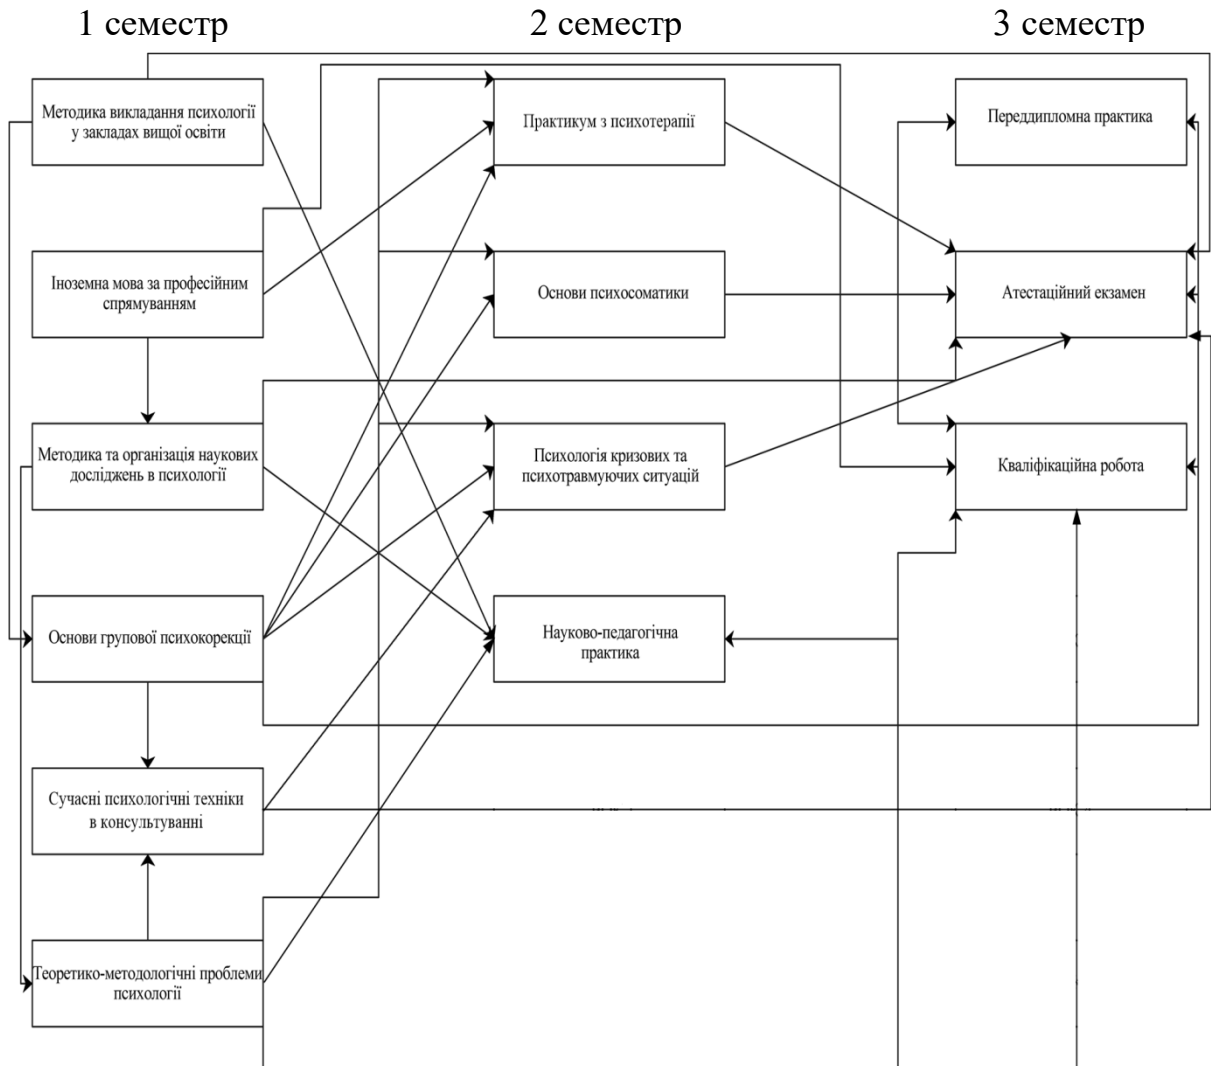 1 семестр
2 семестр
3 семестр
Методика викладання психології
у закладах вищої освіти
Практикум з психотерапії
Переддипломна практика
Іноземна мова за професійним
спрямуванням
Основи психосоматики
Атестаційний екзамен
Методика та організація наукових
досліджень в психології
Психологія кризових та
психотравмуючих ситуацій
Кваліфікаційна робота
Основи групової психокорекції
Науково-педагогічна
практика
Сучасні психологічні техніки
в консультуванні
Теоретико-методологічні проблеми
психології